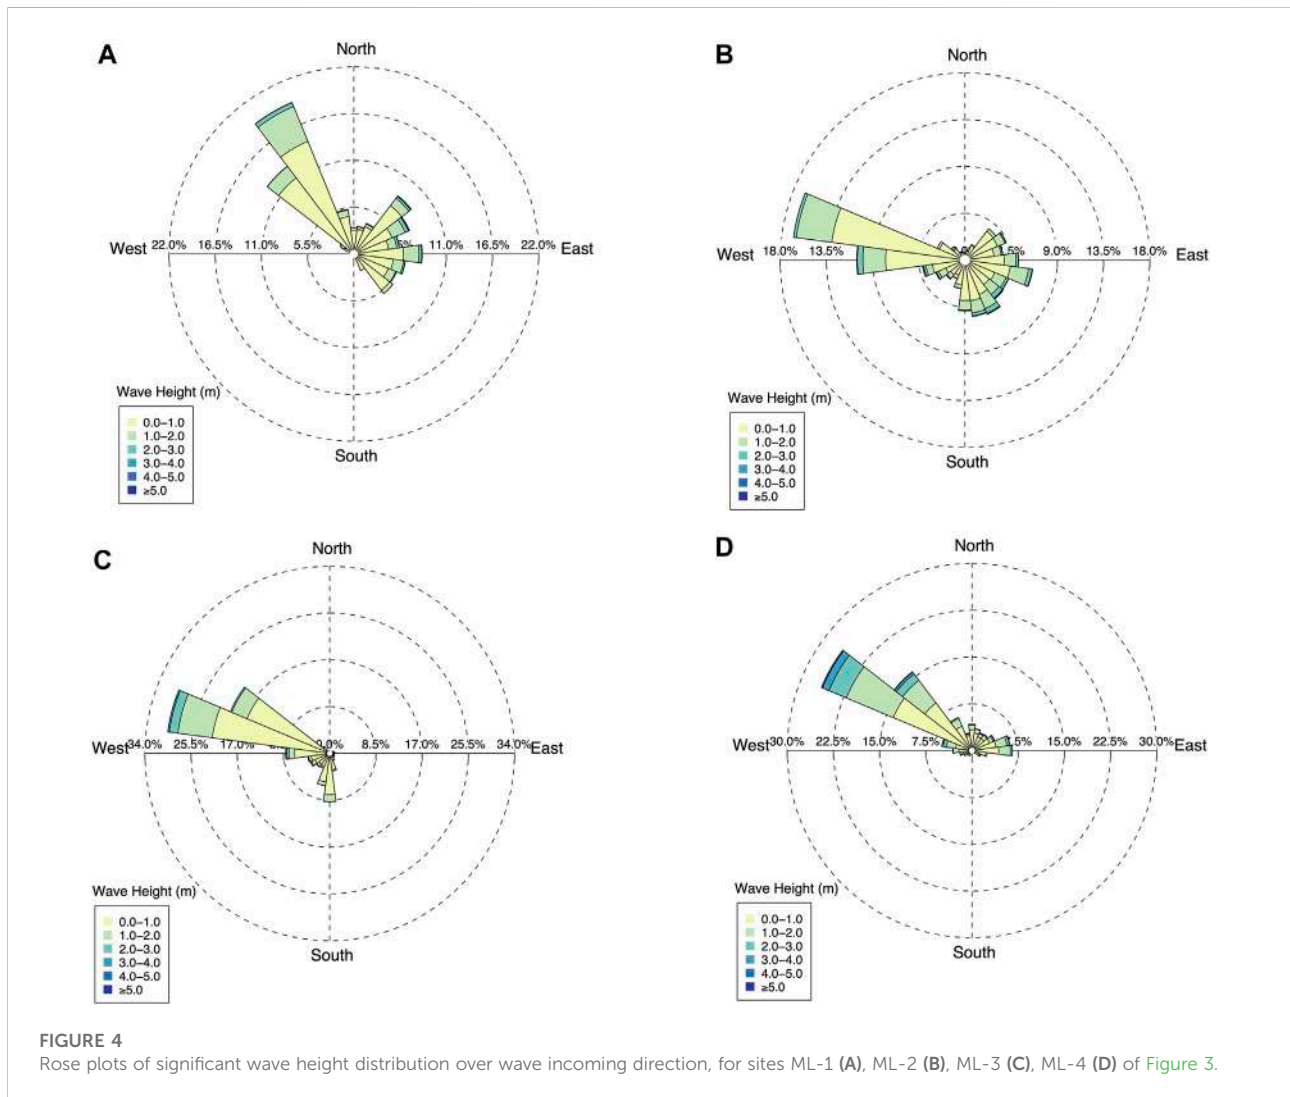 A
North
West
22.0% 16.5% 11.0% 5.5% 11.0% 16.5% 22.0%
East
South
Wave Height (m)
0.0–1.0
1.0–2.0
2.0–3.0
3.0–4.0
4.0–5.0
≥5.0
B
North
West
18.0% 13.5% 9.0% 13.5% 18.0%
East
South
Wave Height (m)
0.0–1.0
1.0–2.0
2.0–3.0
3.0–4.0
4.0–5.0
≥5.0
C
North
West
34.0% 25.5% 17.0% 8.5% 17.0% 25.5% 34.0%
East
South
Wave Height (m)
0.0–1.0
1.0–2.0
2.0–3.0
3.0–4.0
4.0–5.0
≥5.0
D
North
West
30.0% 22.5% 15.0% 7.5% 15.0% 22.5% 30.0%
East
South
Wave Height (m)
0.0–1.0
1.0–2.0
2.0–3.0
3.0–4.0
4.0–5.0
≥5.0
FIGURE 4
Rose plots of significant wave height distribution over wave incoming direction, for sites ML-1 (A), ML-2 (B), ML-3 (C), ML-4 (D) of Figure 3.